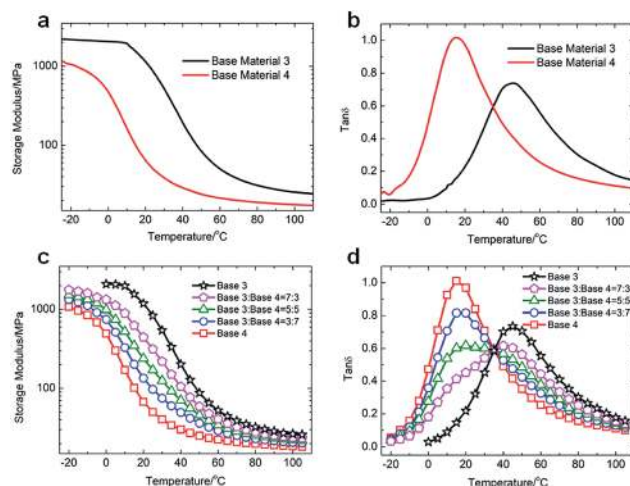 a
Storage Modulus/MPa
1000
100
Base Material 3
Base Material 4
-20 0 20 40 60 80 100
Temperature/°C
b
Tanδ
1.0
0.8
0.6
0.4
0.2
0.0
Base Material 3
Base Material 4
-20 0 20 40 60 80 100
Temperature/°C
c
Storage Modulus/MPa
1000
100
Base 3
Base 3:Base 4=7:3
Base 3:Base 4=5:5
Base 3:Base 4=3:7
Base 4
-20 0 20 40 60 80 100
Temperature/°C
d
Tanδ
1.0
0.8
0.6
0.4
0.2
0.0
Base 3
Base 3:Base 4=7:3
Base 3:Base 4=5:5
Base 3:Base 4=3:7
Base 4
-20 0 20 40 60 80 100
Temperature/°C